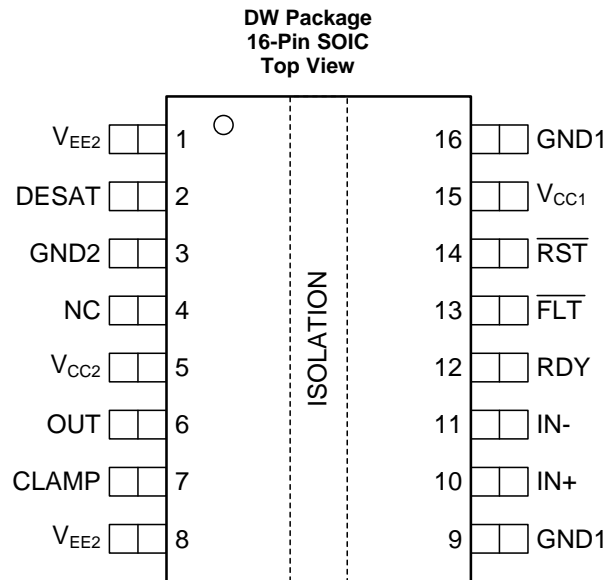 DW Package
16-Pin SOIC
Top View
VEE2 1 16 GND1
DESAT 2 15 VCC1
GND2 3 14 R̅S̅T̅
NC 4 13 F̅L̅T̅
VCC2 5 12 RDY
OUT 6 11 IN-
CLAMP 7 10 IN+
VEE2 8 9 GND1
ISOLATION